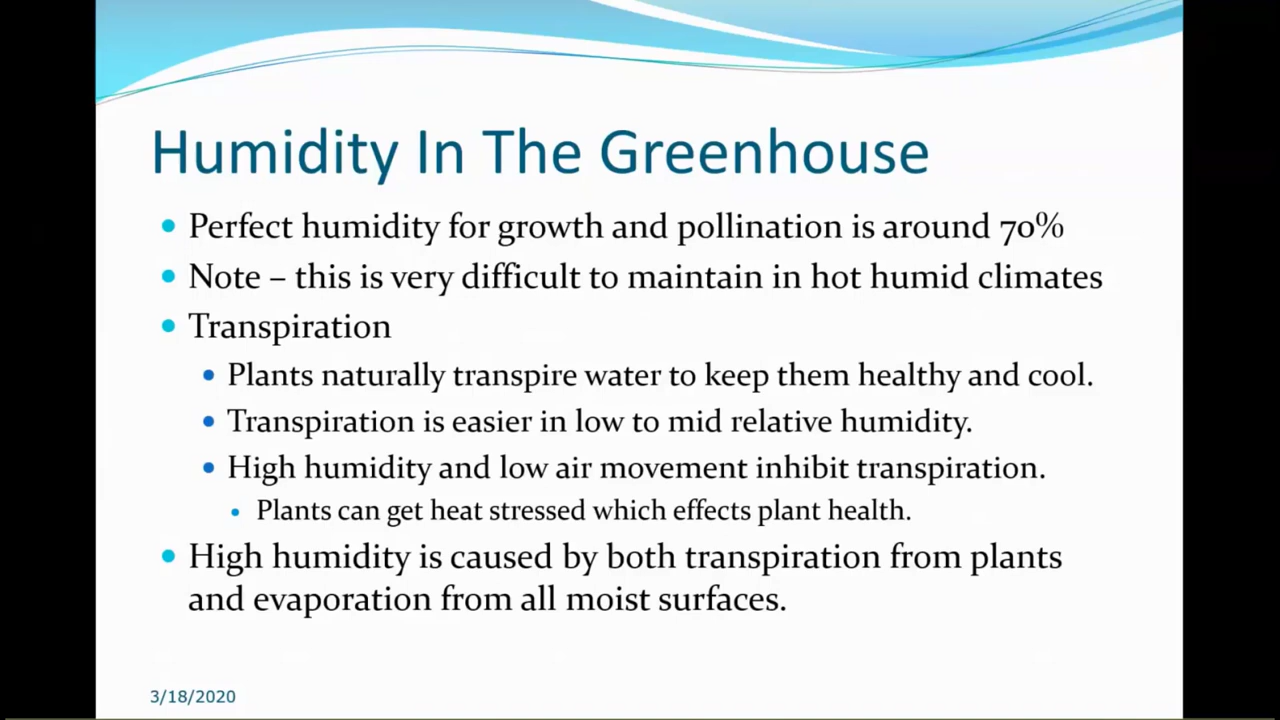 Humidity In The Greenhouse
• Perfect humidity for growth and pollination is around 70%
• Note – this is very difficult to maintain in hot humid climates
• Transpiration
• Plants naturally transpire water to keep them healthy and cool.
• Transpiration is easier in low to mid relative humidity.
• High humidity and low air movement inhibit transpiration.
• Plants can get heat stressed which effects plant health.
• High humidity is caused by both transpiration from plants
and evaporation from all moist surfaces.
3/18/2020